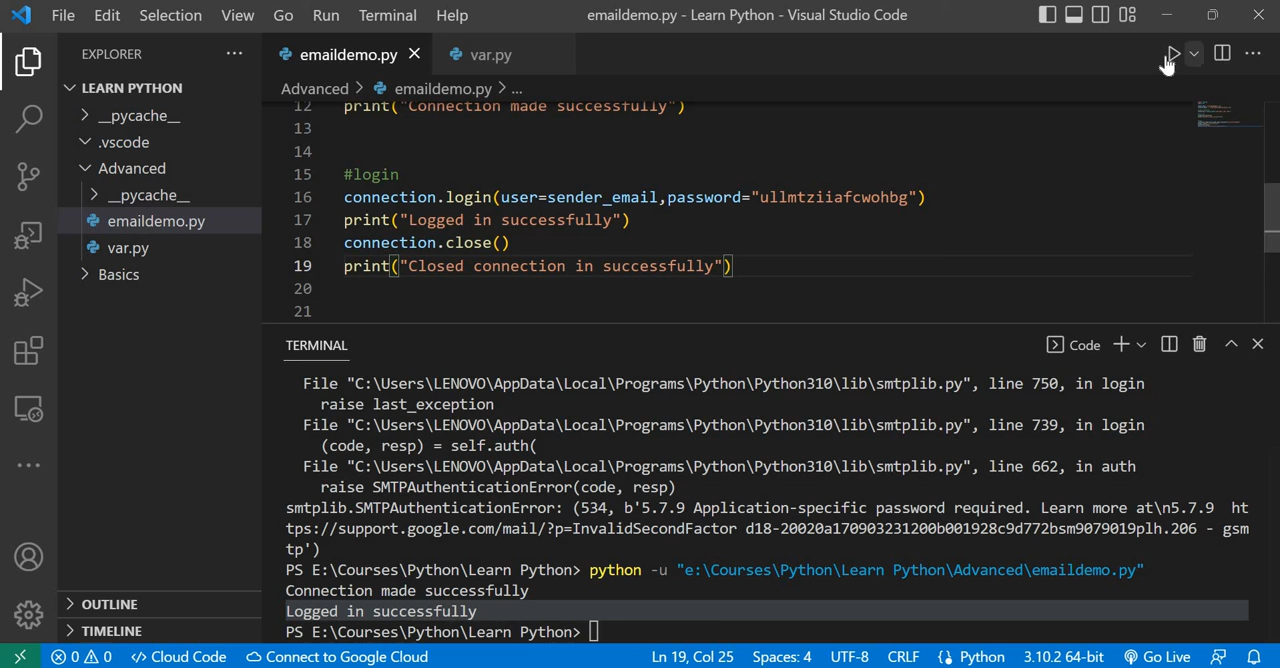 File Edit Selection View Go Run Terminal Help emaildemo.py - Learn Python - Visual Studio Code
EXPLORER
LEARN PYTHON
__pycache__
.vscode
Advanced
__pycache__
emaildemo.py
var.py
Basics
OUTLINE
TIMELINE
emaildemo.py var.py
Advanced > emaildemo.py > ...
12 print("Connection made successfully")
13
14
15 #login
16 connection.login(user=sender_email,password="ullmtziiafcwohbg")
17 print("Logged in successfully")
18 connection.close()
19 print("Closed connection in successfully")
20
21
TERMINAL Code
File "C:\Users\LENOVO\AppData\Local\Programs\Python\Python310\lib\smtplib.py", line 750, in login
raise last_exception
File "C:\Users\LENOVO\AppData\Local\Programs\Python\Python310\lib\smtplib.py", line 739, in login
(code, resp) = self.auth(
File "C:\Users\LENOVO\AppData\Local\Programs\Python\Python310\lib\smtplib.py", line 662, in auth
raise SMTPAuthenticationError(code, resp)
smtplib.SMTPAuthenticationError: (534, b'5.7.9 Application-specific password required. Learn more at\n5.7.9  ht
tps://support.google.com/mail/?p=InvalidSecondFactor d18-20020a170903231200b001928c9d772bsm9079019plh.206 - gsm
tp')
PS E:\Courses\Python\Learn Python> python -u "e:\Courses\Python\Learn Python\Advanced\emaildemo.py"
Connection made successfully
Logged in successfully
PS E:\Courses\Python\Learn Python>
0 0 Cloud Code Connect to Google Cloud Ln 19, Col 25 Spaces: 4 UTF-8 CRLF Python 3.10.2 64-bit Go Live